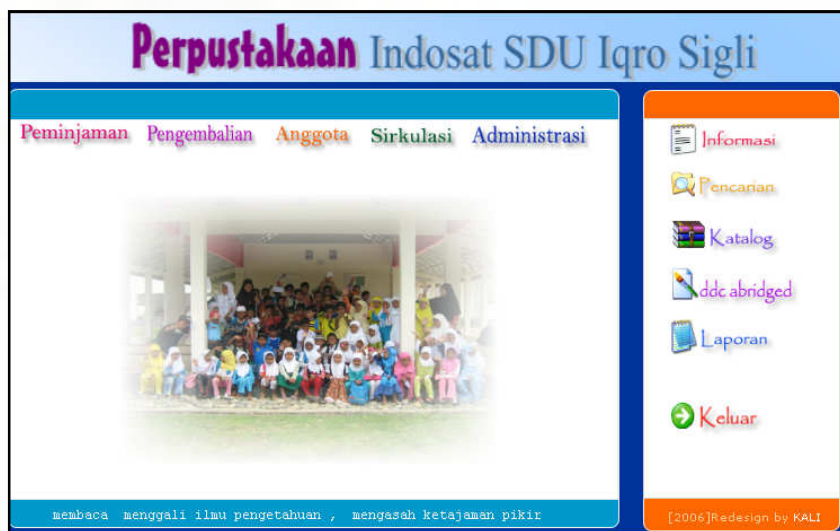 Perpustakaan Indosat SDU Iqro Sigli
Peminjaman Pengembalian Anggota Sirkulasi Administrasi
Informasi
Pencarian
Katalog
ddc abridged
Laporan
Keluar
membaca menggali ilmu pengetahuan , mengasah ketajaman pikir
[2006]Redesign by KALI